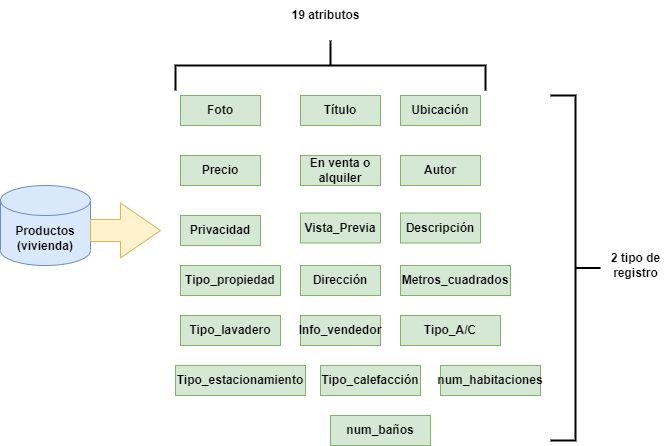 19 atributos
Foto
Título
Ubicación
Precio
En venta o
alquiler
Autor
Productos
(vivienda)
Privacidad
Vista_Previa
Descripción
2 tipo de
registro
Tipo_propiedad
Dirección
Metros_cuadrados
Tipo_lavadero
Info_vendedor
Tipo_A/C
Tipo_estacionamiento
Tipo_calefacción
num_habitaciones
num_baños